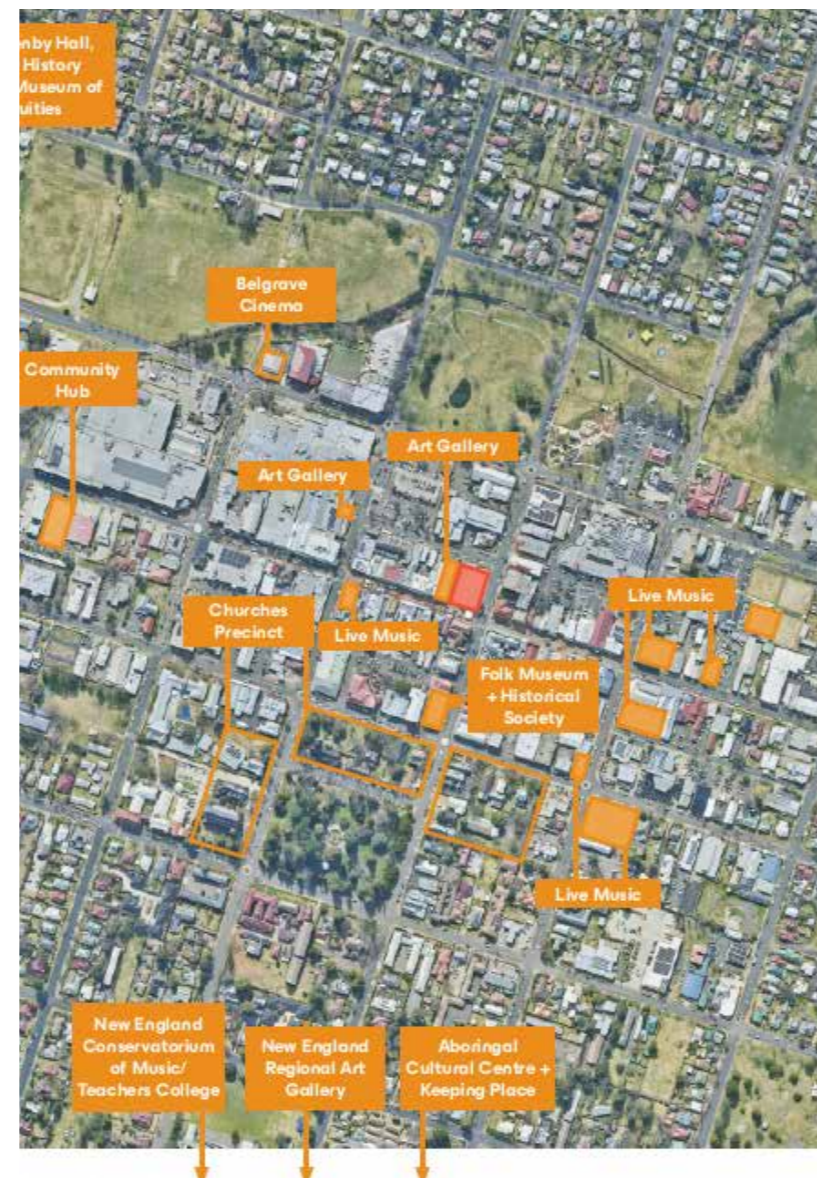 nby Hall,
History
Museum of
uities
Belgrave
Cinema
Community
Hub
Art Gallery
Art Gallery
Churches
Precinct
Live Music
Live Music
Folk Museum
+ Historical
Society
Live Music
New England
Conservatorium
of Music/
Teachers College
New England
Regional Art
Gallery
Aboringal
Cultural Centre +
Keeping Place